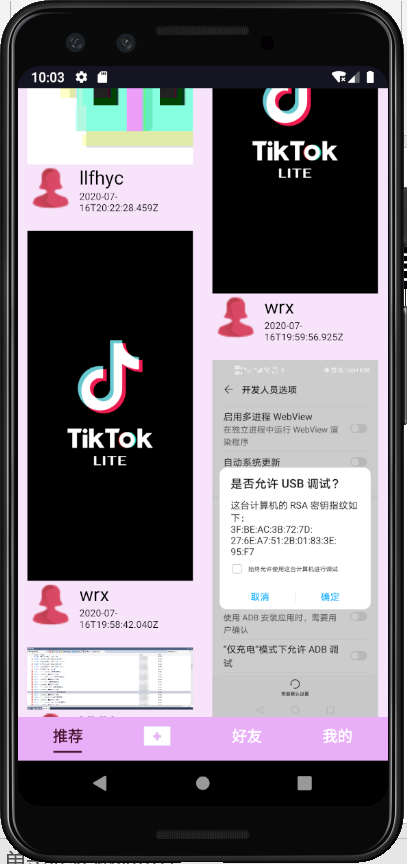 10:03
llfhyc
2020-07-
16T20:22:28.459Z
TikTok
LITE
wrx
2020-07-
16T19:58:42.040Z
TikTok
LITE
wrx
2020-07-
16T19:59:56.925Z
开发人员选项
启用多进程 WebView
在独立进程中运行 WebView 渲
染程序
自动系统更新
是否允许 USB 调试？
这台计算机的 RSA 密钥指纹如
下：
3F:BE:AC:3B:72:7D:
27:6E:A7:51:2B:01:83:3E:
95:F7
始终允许使用这台计算机进行调试
取消
确定
使用 ADB 安装应用时，需要用
户确认
“仅充电”模式下允许 ADB 调
试
恢复默认设置
推荐
好友
我的